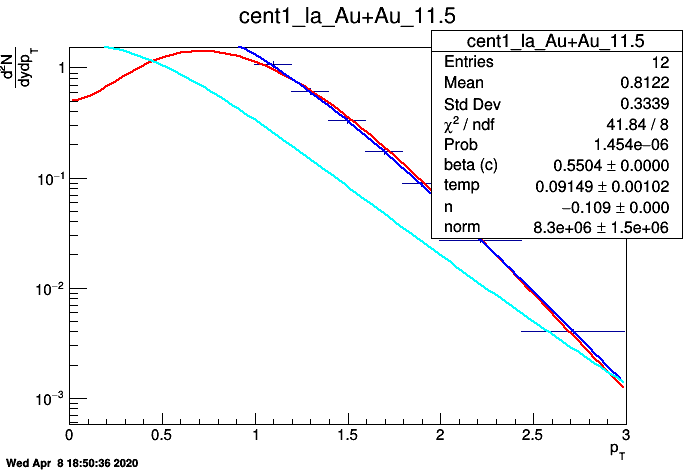 cent1_la_Au+Au_11.5
d²N
dydp_T
cent1_la_Au+Au_11.5
Entries 12
Mean 0.8122
Std Dev 0.3339
χ² / ndf 41.84 / 8
Prob 1.454e−06
beta (c) 0.5504 ± 0.0000
temp 0.09149 ± 0.00102
n −0.109 ± 0.000
norm 8.3e+06 ± 1.5e+06
1
10⁻¹
10⁻²
10⁻³
0 0.5 1 1.5 2 2.5 3
p_T
Wed Apr 8 18:50:36 2020